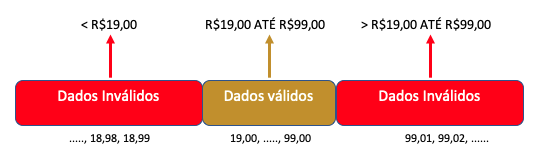 < R$19,00
R$19,00 ATÉ R$99,00
> R$19,00 ATÉ R$99,00
Dados Inválidos
Dados válidos
Dados Inválidos
....., 18,98, 18,99
19,00, ....., 99,00
99,01, 99,02, ......